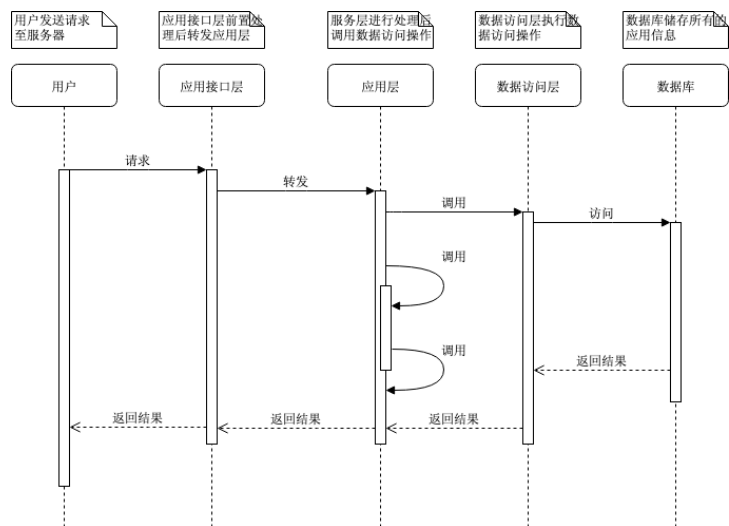 用户发送请求
至服务器
应用接口层前置处
理后转发应用层
服务层进行处理后
调用数据访问操作
数据访问层执行数
据访问操作
数据库储存所有的
应用信息
用户
应用接口层
应用层
数据访问层
数据库
请求
转发
调用
访问
调用
调用
返回结果
返回结果
返回结果
返回结果